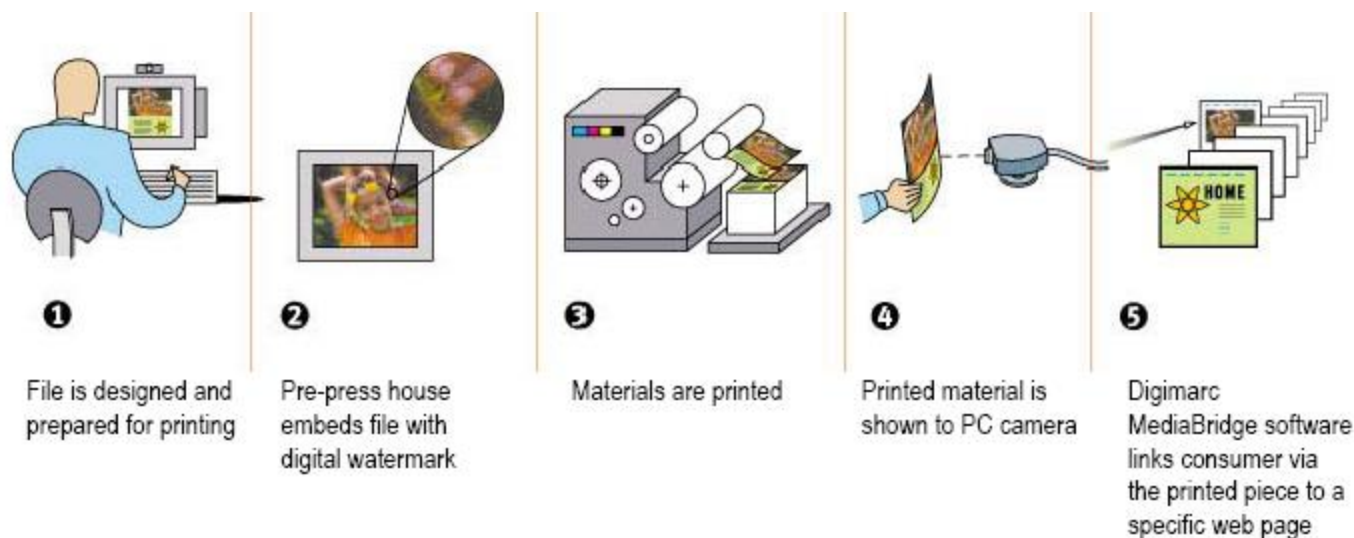 HOME
1
2
3
4
5
File is designed and
prepared for printing
Pre-press house
embeds file with
digital watermark
Materials are printed
Printed material is
shown to PC camera
Digimarc
MediaBridge software
links consumer via
the printed piece to a
specific web page